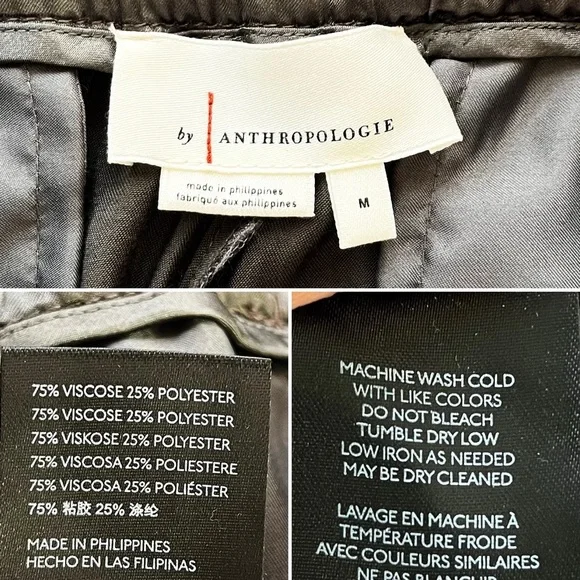 by ANTHROPOLOGIE
made in philippines
fabriqué aux philippines
M
75% VISCOSE 25% POLYESTER
75% VISCOSE 25% POLYESTER
75% VISKOSE 25% POLYESTER
75% VISCOSA 25% POLIESTERE
75% VISCOSA 25% POLIÉSTER
75% 粘胶 25% 涤纶
MADE IN PHILIPPINES
HECHO EN LAS FILIPINAS
MACHINE WASH COLD
WITH LIKE COLORS
DO NOT BLEACH
TUMBLE DRY LOW
LOW IRON AS NEEDED
MAY BE DRY CLEANED
LAVAGE EN MACHINE À
TEMPÉRATURE FROIDE
AVEC COULEURS SIMILAIRES
NE PAS BLANCHIR